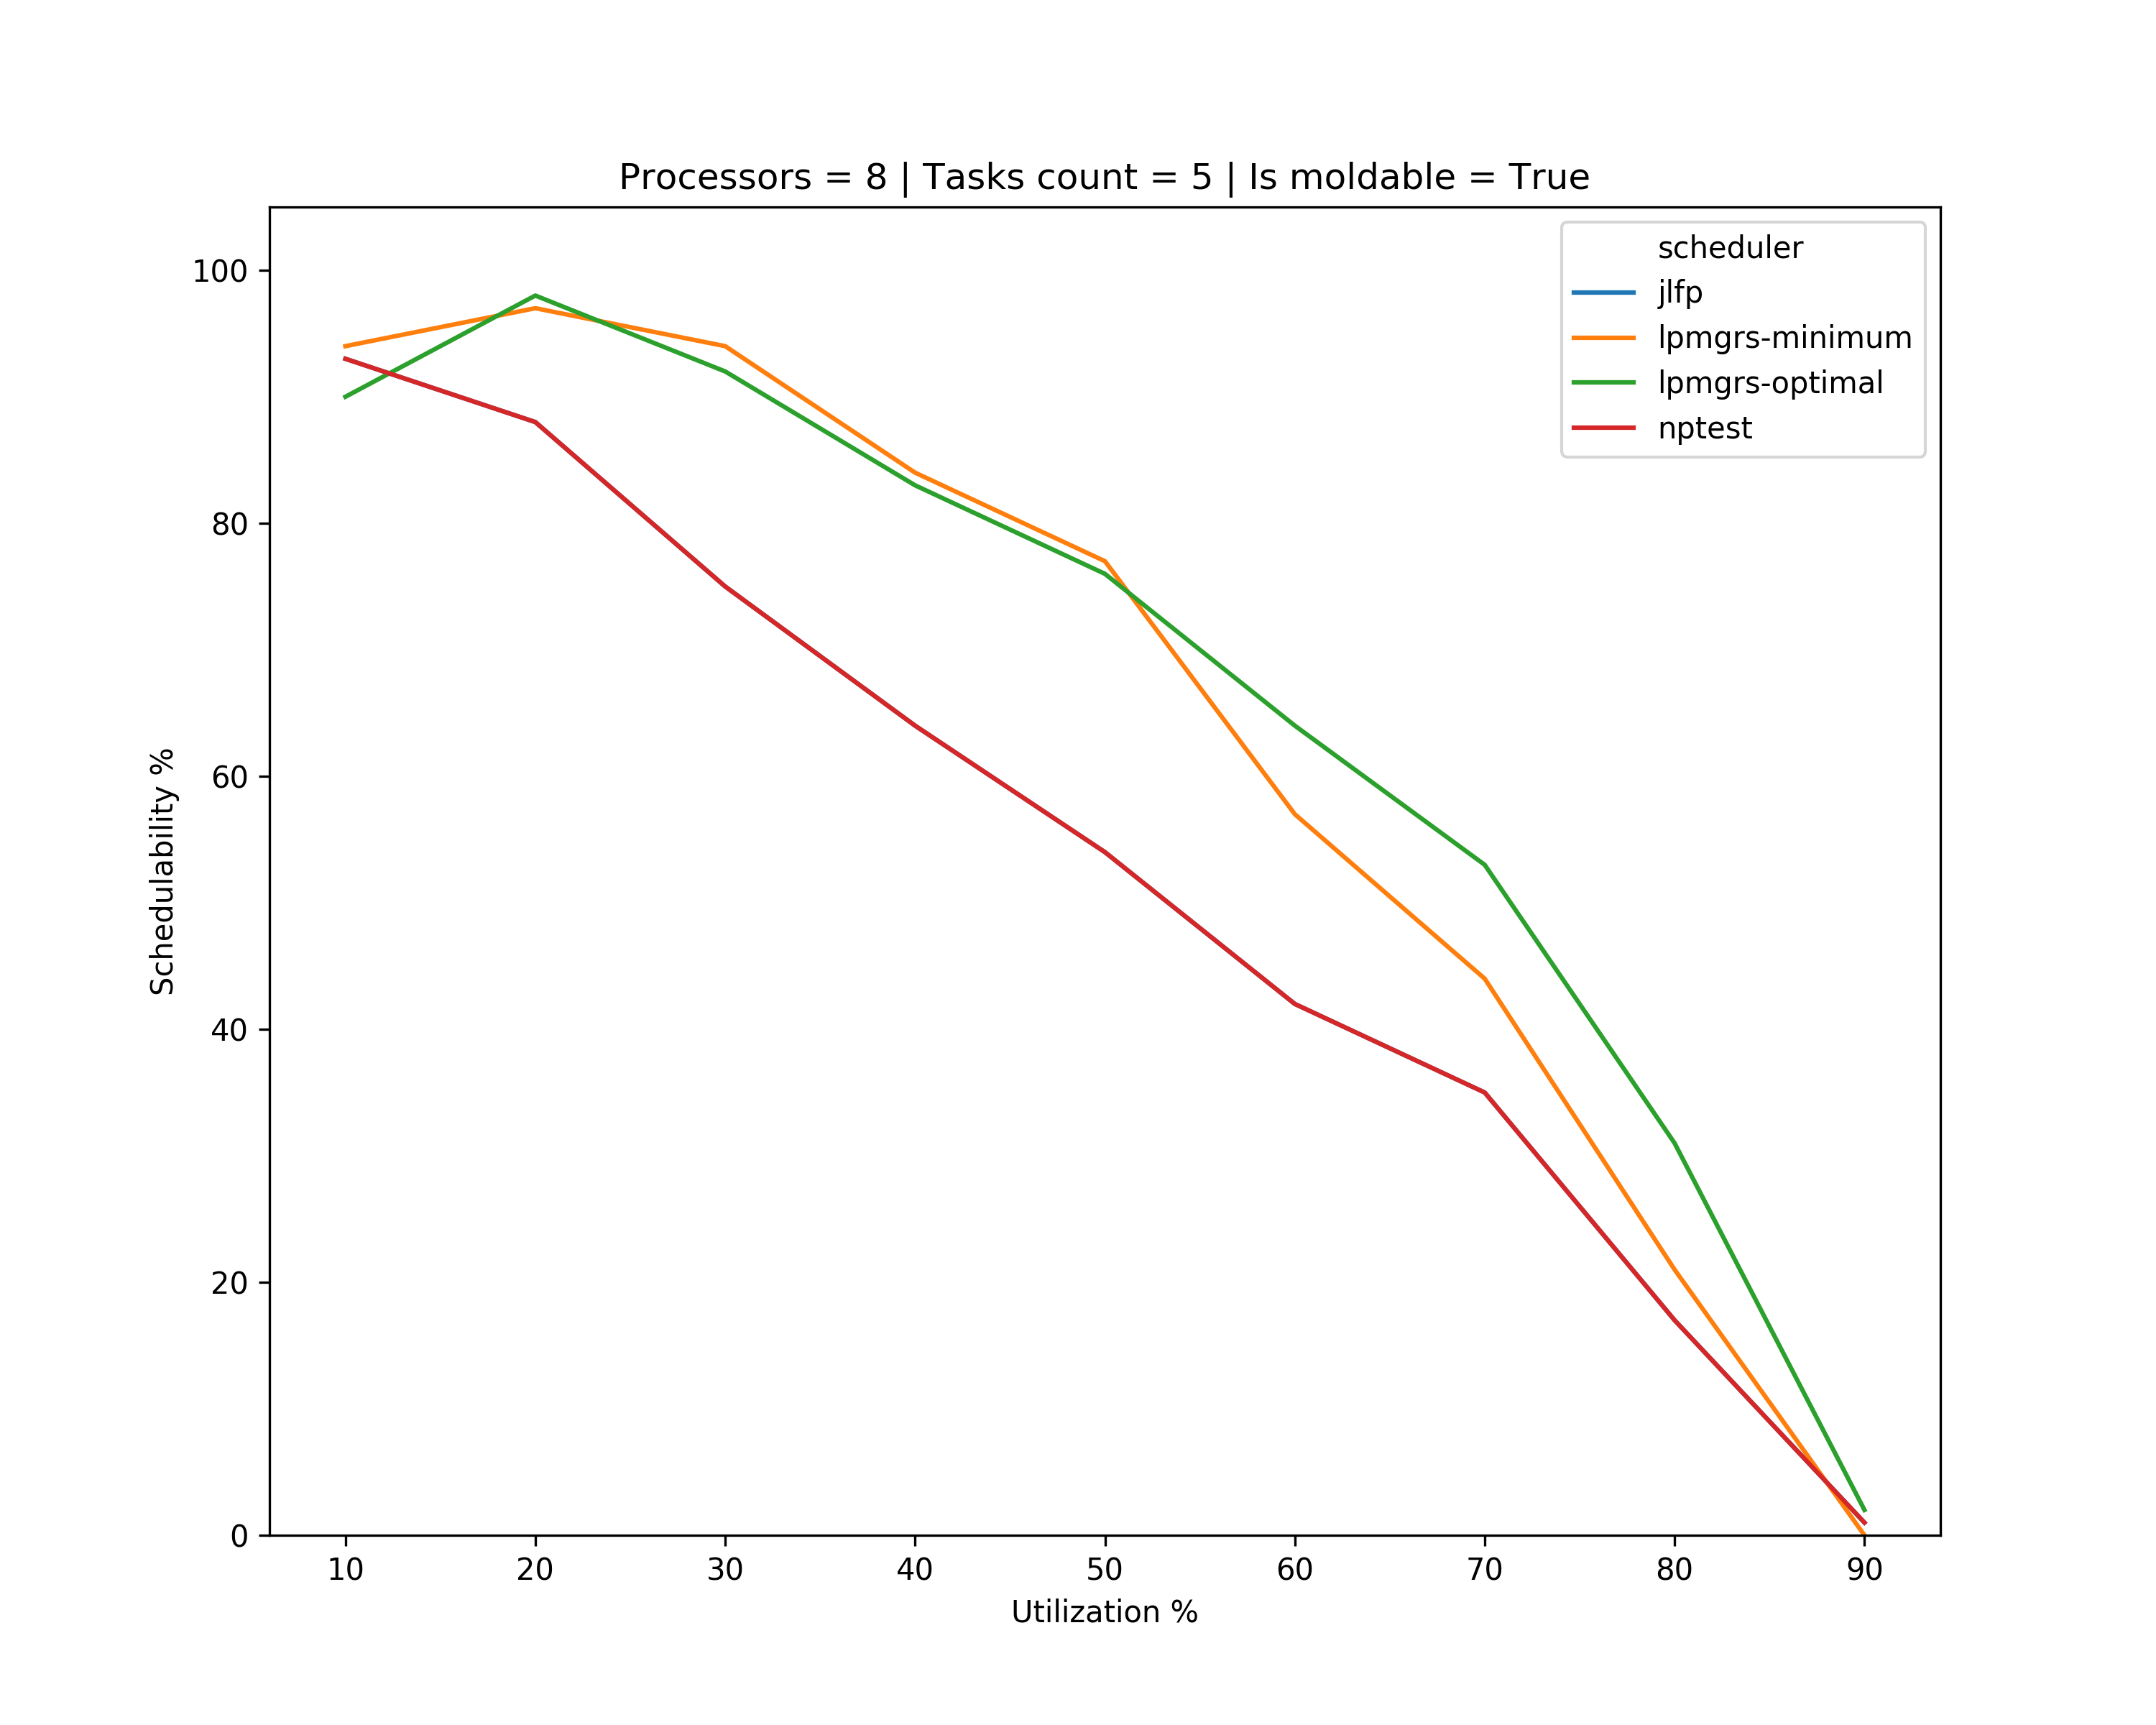 Processors = 8 | Tasks count = 5 | Is moldable = True
scheduler
jlfp
lpmgrs-minimum
lpmgrs-optimal
nptest
Schedulability %
100
80
60
40
20
0
10 20 30 40 50 60 70 80 90
Utilization %